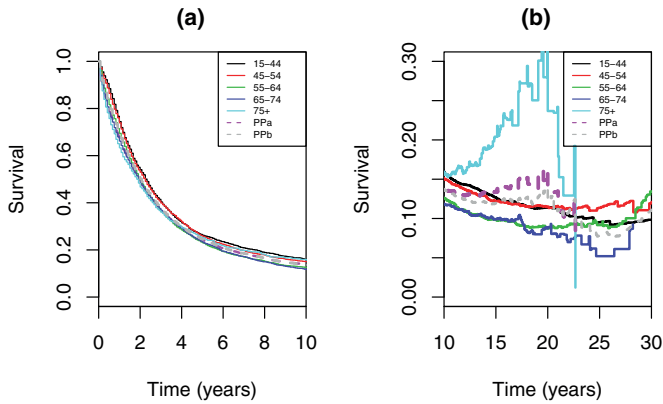 (a)
Survival
0.0 0.2 0.4 0.6 0.8 1.0
15−44
45−54
55−64
65−74
75+
PPa
PPb
0 2 4 6 8 10
Time (years)
(b)
Survival
0.00 0.10 0.20 0.30
15−44
45−54
55−64
65−74
75+
PPa
PPb
10 15 20 25 30
Time (years)